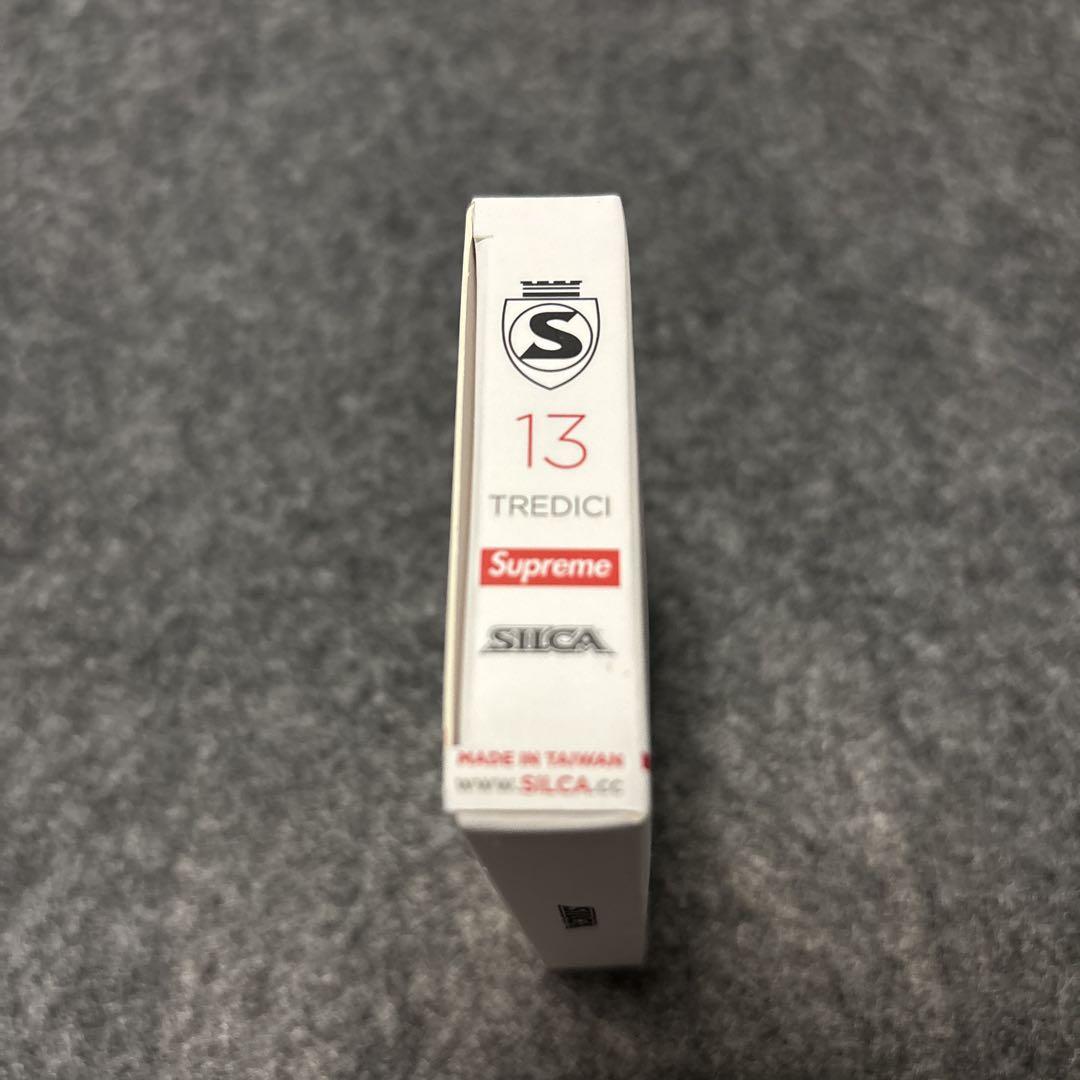 S
13
TREDICI
Supreme
SILCA
MADE IN TAIWAN
www.SILCA.cc